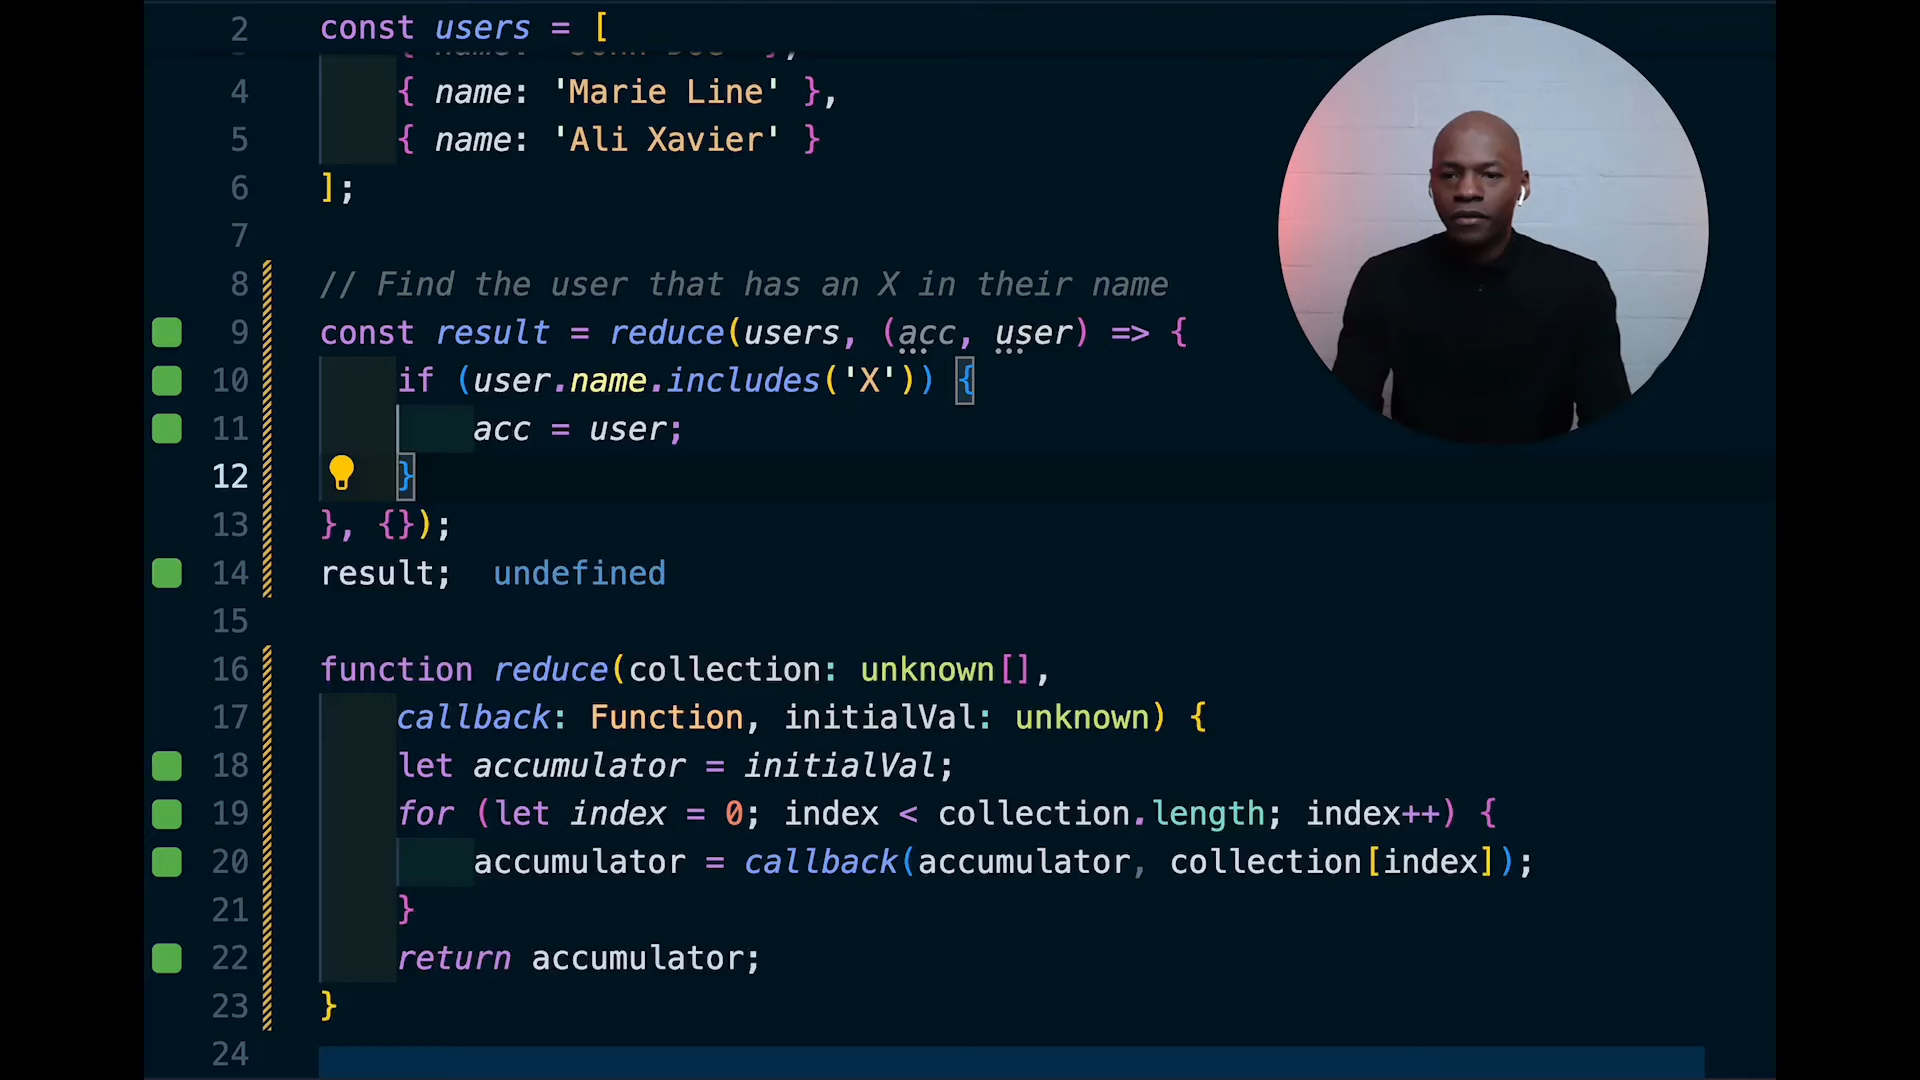 2 const users = [
4 { name: 'Marie Line' },
5 { name: 'Ali Xavier' }
6 ];
7
8 // Find the user that has an X in their name
9 const result = reduce(users, (acc, user) => {
10 if (user.name.includes('X')) {
11 acc = user;
12 }
13 }, {});
14 result; undefined
15
16 function reduce(collection: unknown[],
17 callback: Function, initialVal: unknown) {
18 let accumulator = initialVal;
19 for (let index = 0; index < collection.length; index++) {
20 accumulator = callback(accumulator, collection[index]);
21 }
22 return accumulator;
23 }
24